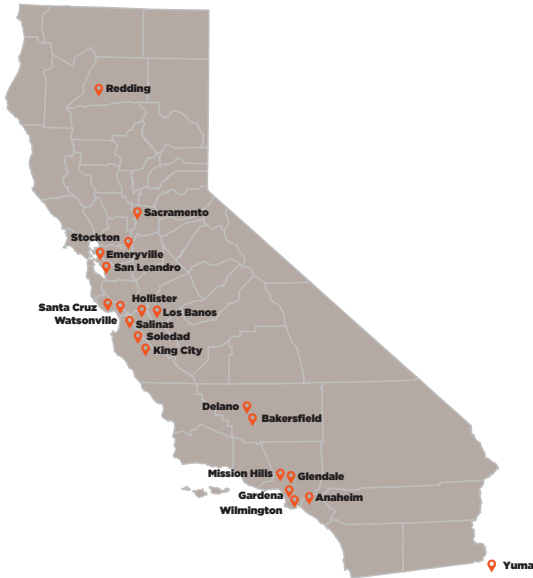 Redding
Sacramento
Stockton
Emeryville
San Leandro
Hollister
Santa Cruz
Los Banos
Watsonville
Salinas
Soledad
King City
Delano
Bakersfield
Mission Hills
Glendale
Gardena
Anaheim
Wilmington
Yuma